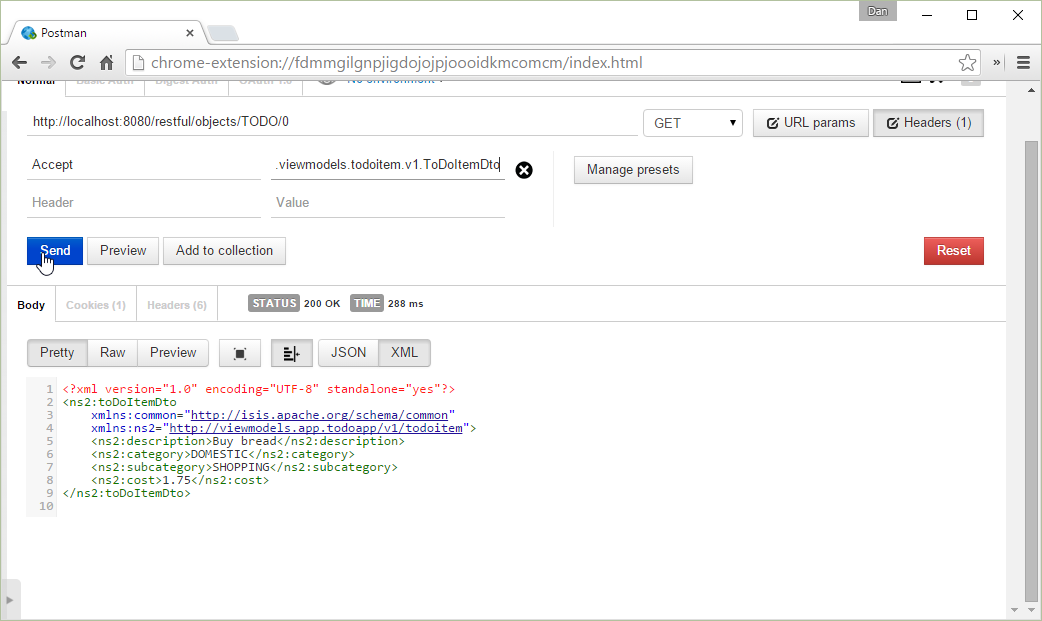 Dan
Postman
chrome-extension://fdmmgilgnpjigdojojpjoooidkmcomcm/index.html
Normal Basic Auth Digest Auth OAuth 1.0 No environment
http://localhost:8080/restful/objects/TODO/0 GET URL params Headers (1)
Accept .viewmodels.todoitem.v1.ToDoItemDto Manage presets
Header Value
Send Preview Add to collection Reset
Body Cookies (1) Headers (6) STATUS 200 OK TIME 288 ms
Pretty Raw Preview JSON XML
1 <?xml version="1.0" encoding="UTF-8" standalone="yes"?>
2 <ns2:toDoItemDto
3 xmlns:common="http://isis.apache.org/schema/common"
4 xmlns:ns2="http://viewmodels.app.todoapp/v1/todoitem">
5 <ns2:description>Buy bread</ns2:description>
6 <ns2:category>DOMESTIC</ns2:category>
7 <ns2:subcategory>SHOPPING</ns2:subcategory>
8 <ns2:cost>1.75</ns2:cost>
9 </ns2:toDoItemDto>
10